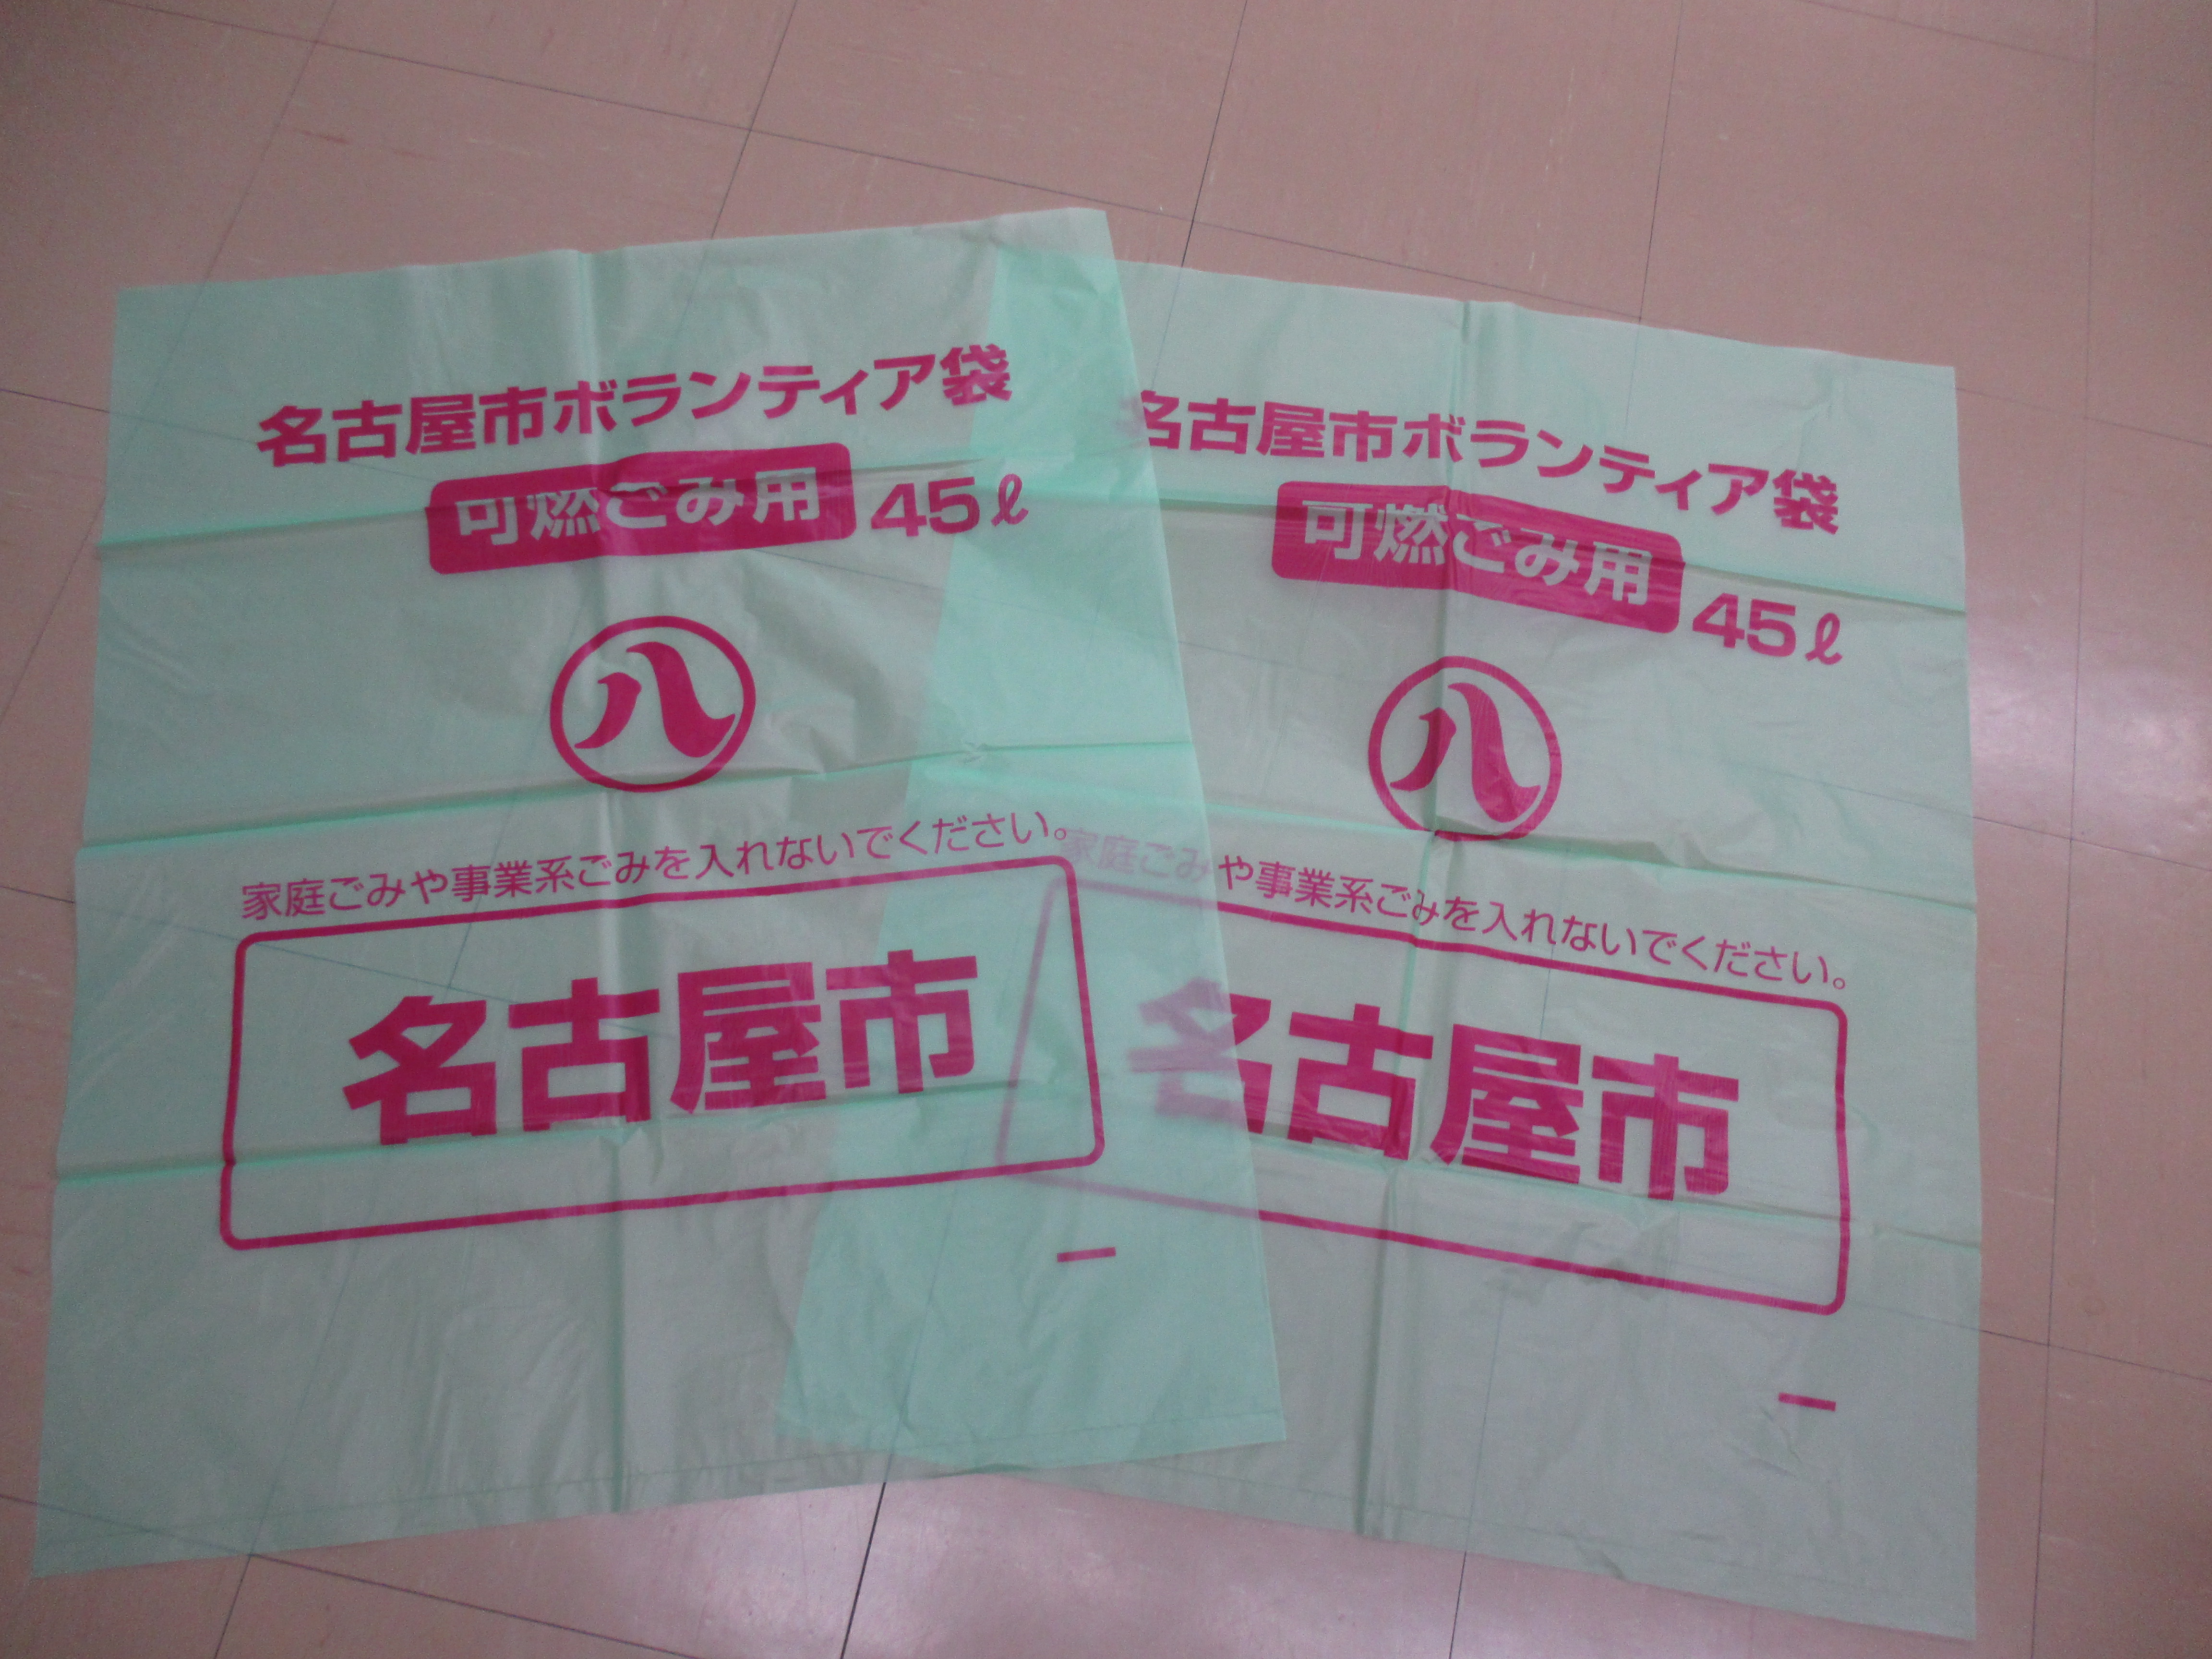 名古屋市ボランティア袋
可燃ごみ用 45ℓ
八
家庭ごみや事業系ごみを入れないでください。
名古屋市
名古屋市ボランティア袋
可燃ごみ用 45ℓ
八
家庭ごみや事業系ごみを入れないでください。
名古屋市